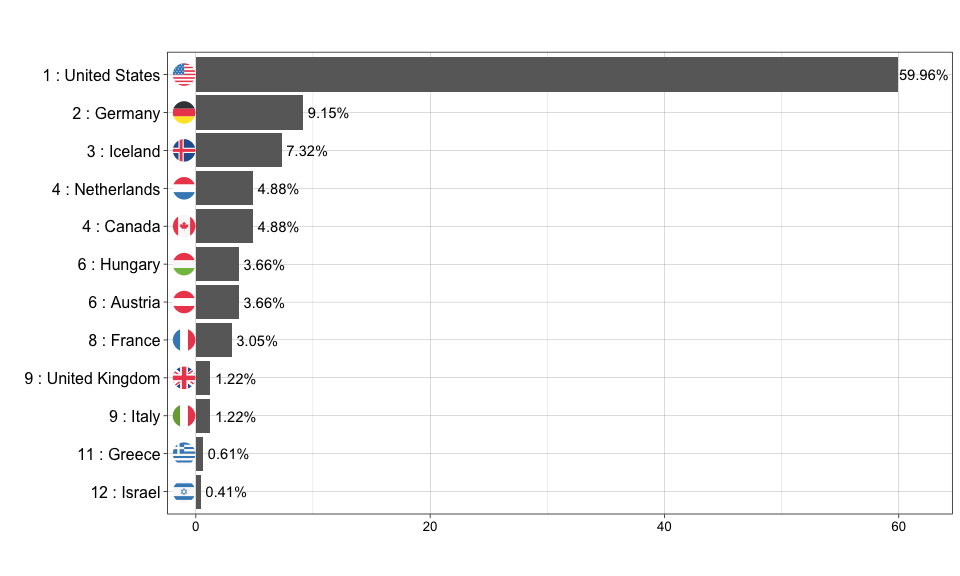 1 : United States 59.96%
2 : Germany 9.15%
3 : Iceland 7.32%
4 : Netherlands 4.88%
4 : Canada 4.88%
6 : Hungary 3.66%
6 : Austria 3.66%
8 : France 3.05%
9 : United Kingdom 1.22%
9 : Italy 1.22%
11 : Greece 0.61%
12 : Israel 0.41%
0 20 40 60